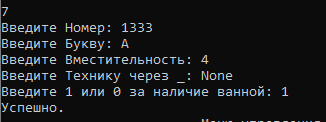 7
Введите Номер: 1333
Введите Букву: A
Введите Вместительность: 4
Введите Технику через _: None
Введите 1 или 0 за наличие ванной: 1
Успешно.